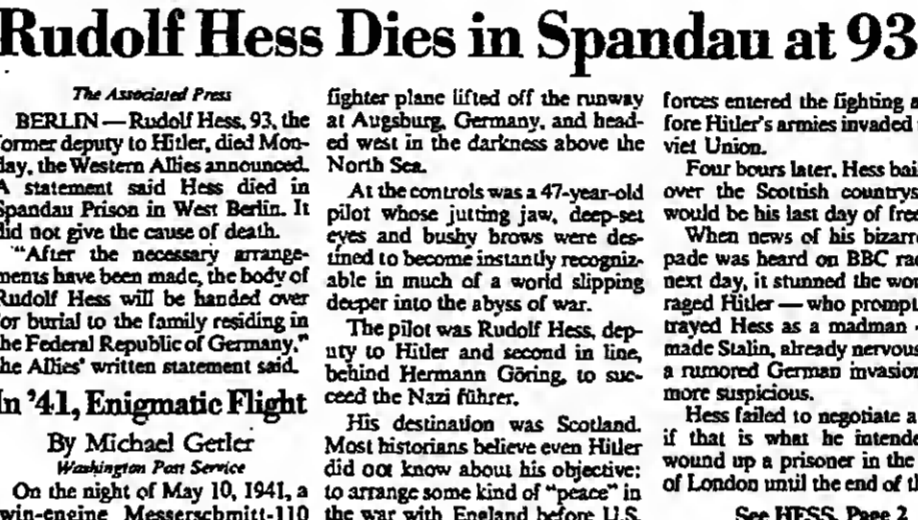 Rudolf Hess Dies in Spandau at 93
The Associated Press
BERLIN — Rudolf Hess, 93, the
former deputy to Hitler, died Mon-
day, the Western Allies announced.
A statement said Hess died in
Spandau Prison in West Berlin. It
did not give the cause of death.
"After the necessary arrange-
ments have been made, the body of
Rudolf Hess will be handed over
for burial to the family residing in
the Federal Republic of Germany,"
the Allies' written statement said.
In '41, Enigmatic Flight
By Michael Getler
Washington Post Service
On the night of May 10, 1941, a
twin-engine Messerschmitt-110
fighter plane lifted off the runway
at Augsburg, Germany, and head-
ed west in the darkness above the
North Sea.
At the controls was a 47-year-old
pilot whose jutting jaw, deep-set
eyes and bushy brows were des-
tined to become instantly recogniz-
able in much of a world slipping
deeper into the abyss of war.
The pilot was Rudolf Hess, dep-
uty to Hitler and second in line,
behind Hermann Göring, to suc-
ceed the Nazi führer.
His destination was Scotland.
Most historians believe even Hitler
did not know about his objective:
to arrange some kind of "peace" in
the war with England before U.S.
forces entered the fighting
fore Hitler's armies invaded
viet Union.
Four hours later, Hess bai
over the Scottish countrys
would be his last day of free
When news of his bizarr
pade was heard on BBC rad
next day, it stunned the wor
raged Hitler — who prompt
trayed Hess as a madman
made Stalin, already nervous
a rumored German invasion
more suspicious.
Hess failed to negotiate a
if that is what he intende
wound up a prisoner in the
of London until the end of th
See HESS, Page 2